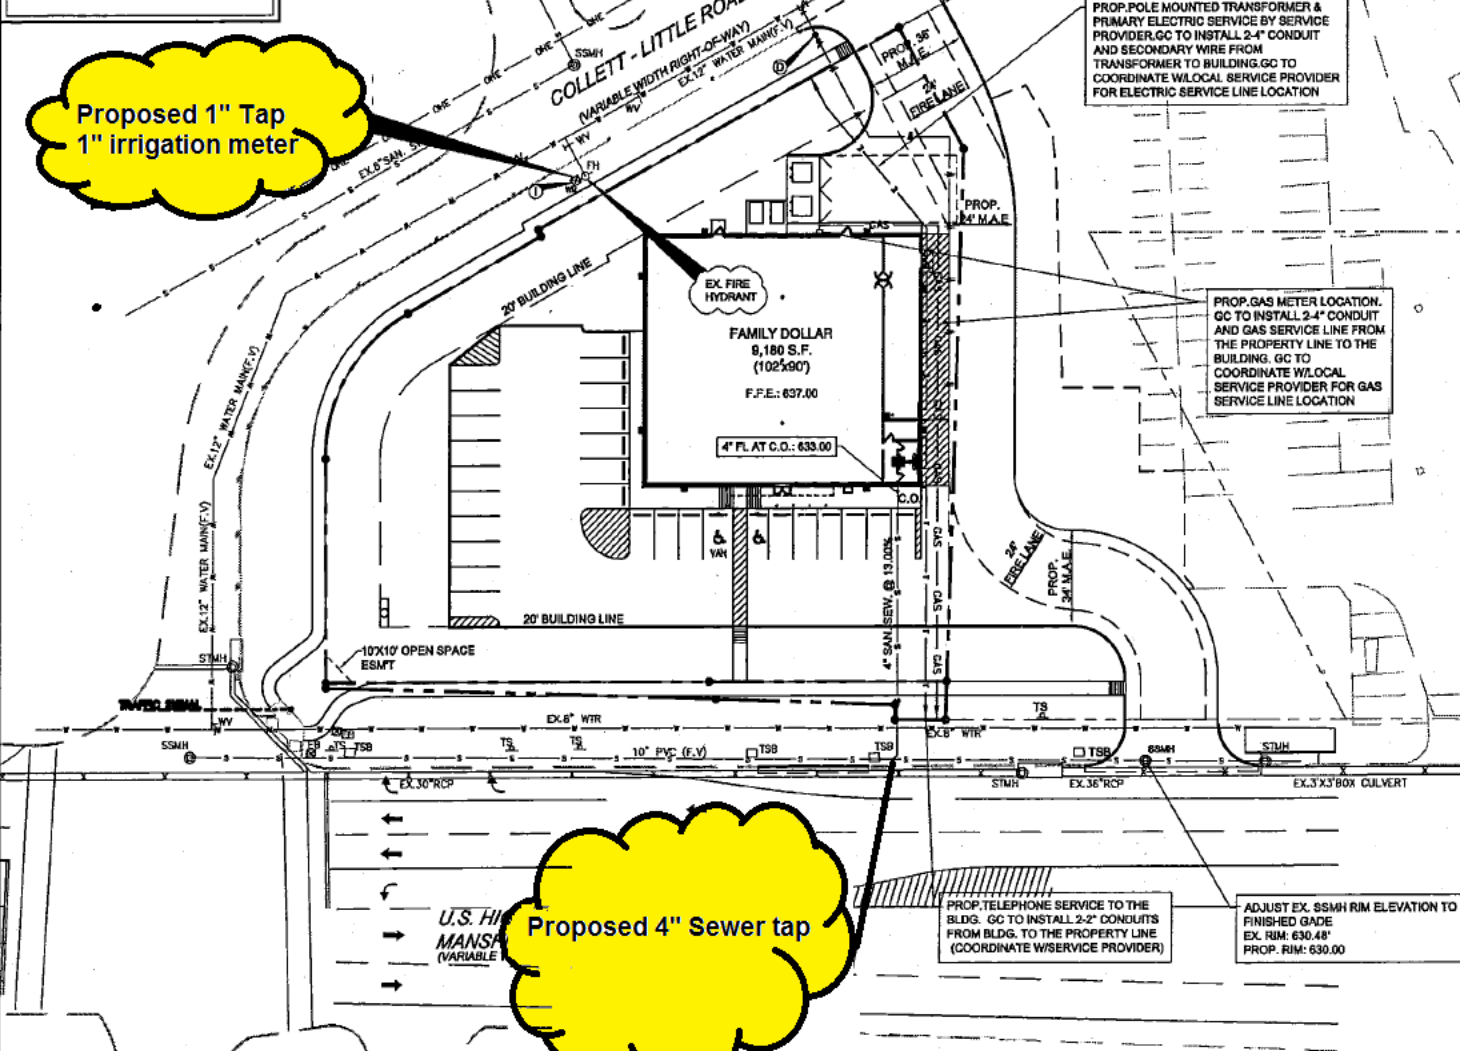 PROP.POLE MOUNTED TRANSFORMER &
PRIMARY ELECTRIC SERVICE BY SERVICE
PROVIDER.GC TO INSTALL 2-4" CONDUIT
AND SECONDARY WIRE FROM
TRANSFORMER TO BUILDING.GC TO
COORDINATE W/LOCAL SERVICE PROVIDER
FOR ELECTRIC SERVICE LINE LOCATION
COLLETT - LITTLE ROAD
(VARIABLE WIDTH RIGHT-OF-WAY)
EX.12" WATER MAIN(F.V)
OHE
OHE
OHE
OHE
SSMH
PROP. 36'
M.A.E.
24'
FIRE LANE
D
Proposed 1" Tap
1" irrigation meter
EX.8"SAN.
WV
WV
FH
I
PROP.
24' M.A.E
GAS
20' BUILDING LINE
EX. FIRE
HYDRANT
FAMILY DOLLAR
9,180 S.F.
(102'x90')
F.F.E.: 637.00
4" FL AT C.O.: 633.00
C.O.
PROP.GAS METER LOCATION.
GC TO INSTALL 2-4" CONDUIT
AND GAS SERVICE LINE FROM
THE PROPERTY LINE TO THE
BUILDING. GC TO
COORDINATE W/LOCAL
SERVICE PROVIDER FOR GAS
SERVICE LINE LOCATION
EX.12" WATER MAIN(F.V)
EX.12" WATER MAIN(F.V)
VAN
4" SAN. SEW. @ 13.00%
GAS
GAS
GAS
24'
FIRE LANE
PROP.
34' M.A.E.
20' BUILDING LINE
10'X10' OPEN SPACE
ESM'T
STMH
WV
EX.8" WTR
EX.8" WTR
TS
SSMH
EB
EB
TS
TSB
TS
TS
10" PVC (F.V)
TSB
TSB
TSB
SSMH
STMH
EX.30"RCP
STMH
EX.36"RCP
EX.3'X3'BOX CULVERT
U.S. HI
MANSF
(VARIABLE
Proposed 4" Sewer tap
PROP.TELEPHONE SERVICE TO THE
BLDG. GC TO INSTALL 2-2" CONDUITS
FROM BLDG. TO THE PROPERTY LINE
(COORDINATE W/SERVICE PROVIDER)
ADJUST EX. SSMH RIM ELEVATION TO
FINISHED GADE
EX. RIM: 630.48'
PROP. RIM: 630.00